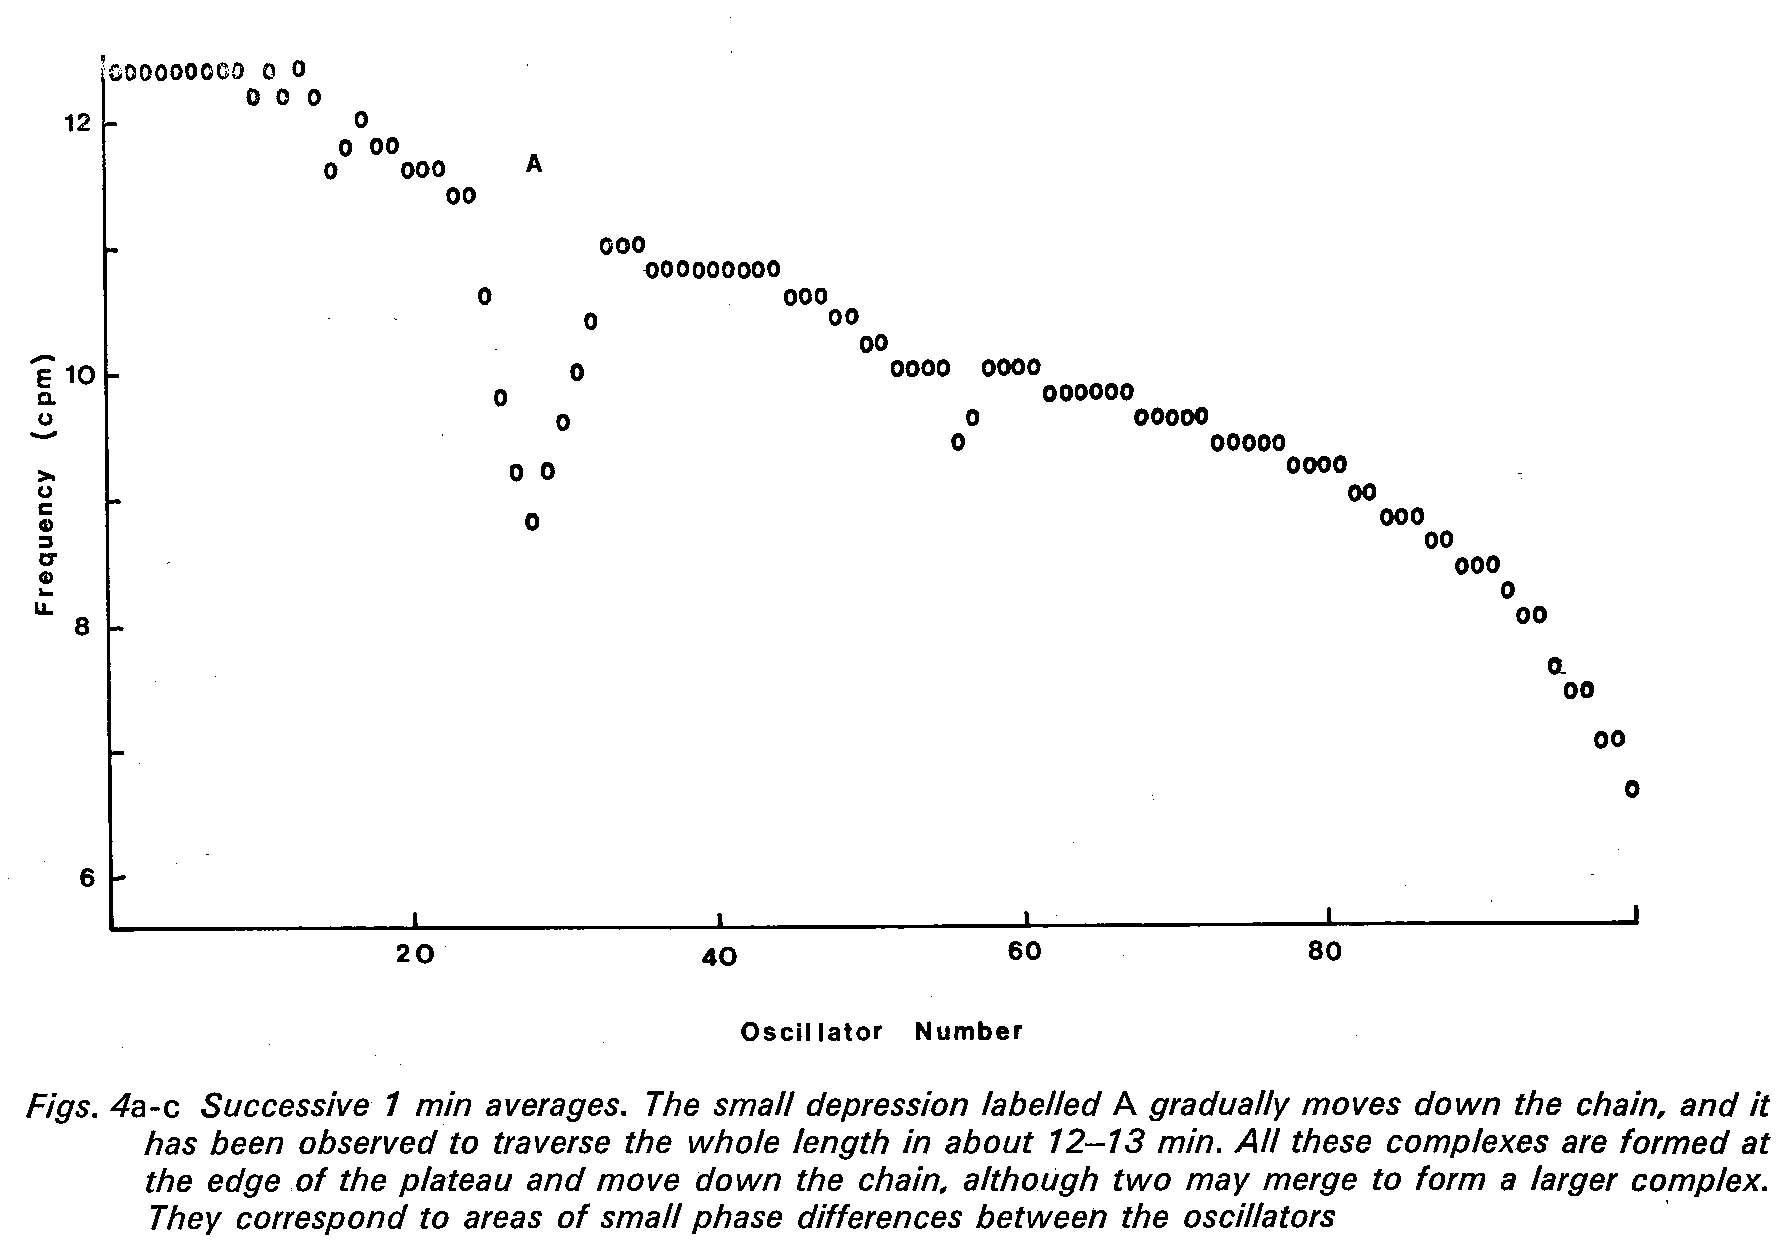 12
A
10
8
6
Frequency (cpm)
20 40 60 80
Oscillator Number
Figs. 4a-c Successive 1 min averages. The small depression labelled A gradually moves down the chain, and it
has been observed to traverse the whole length in about 12–13 min. All these complexes are formed at
the edge of the plateau and move down the chain, although two may merge to form a larger complex.
They correspond to areas of small phase differences between the oscillators